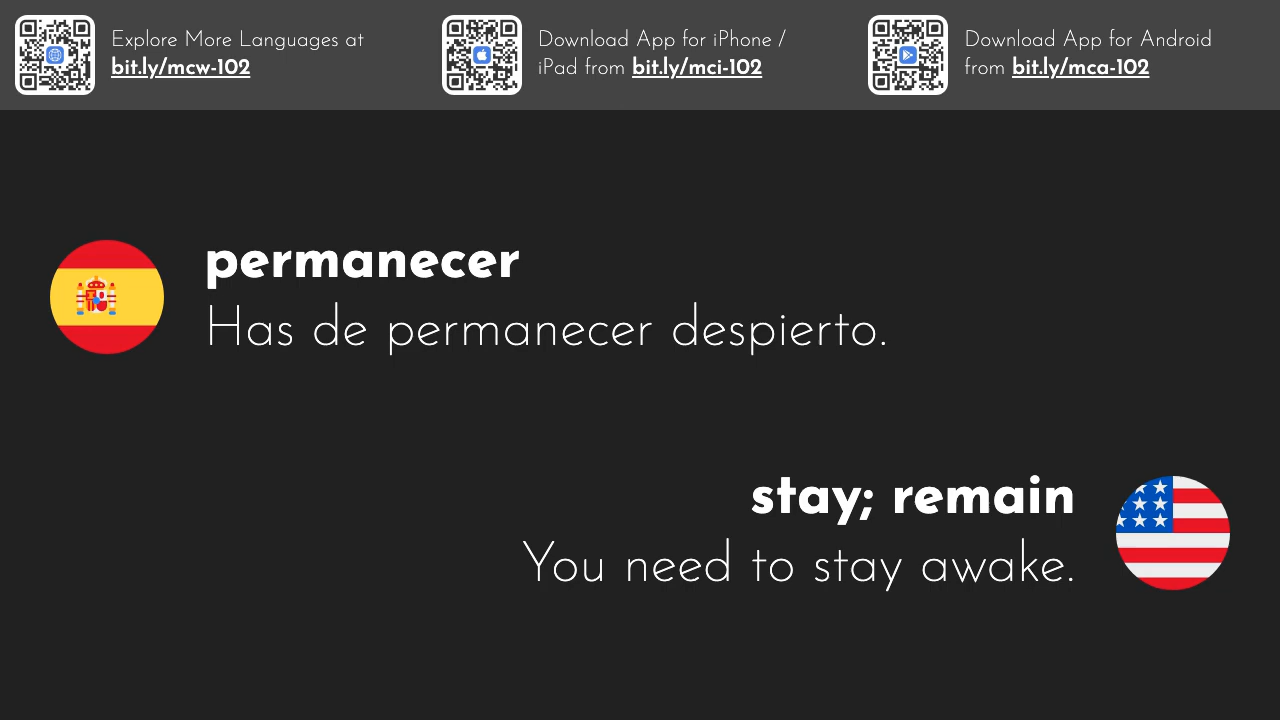 Explore More Languages at
bit.ly/mcw-102
Download App for iPhone /
iPad from bit.ly/mci-102
Download App for Android
from bit.ly/mca-102
permanecer
Has de permanecer despierto.
stay; remain
You need to stay awake.